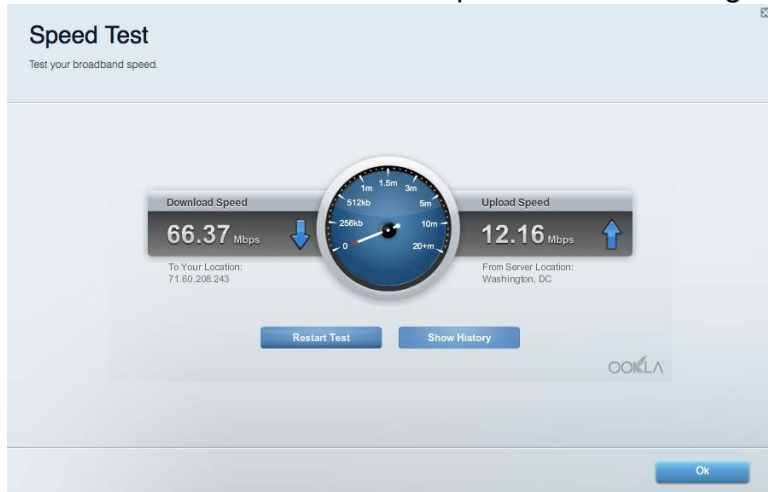 Speed Test
Test your broadband speed.
Download Speed
66.37 Mbps
To Your Location:
71.60.208.243
0
256kb
512kb
1m
1.5m
3m
5m
10m
20+m
Upload Speed
12.16 Mbps
From Server Location:
Washington, DC
Restart Test
Show History
OOKLA
Ok